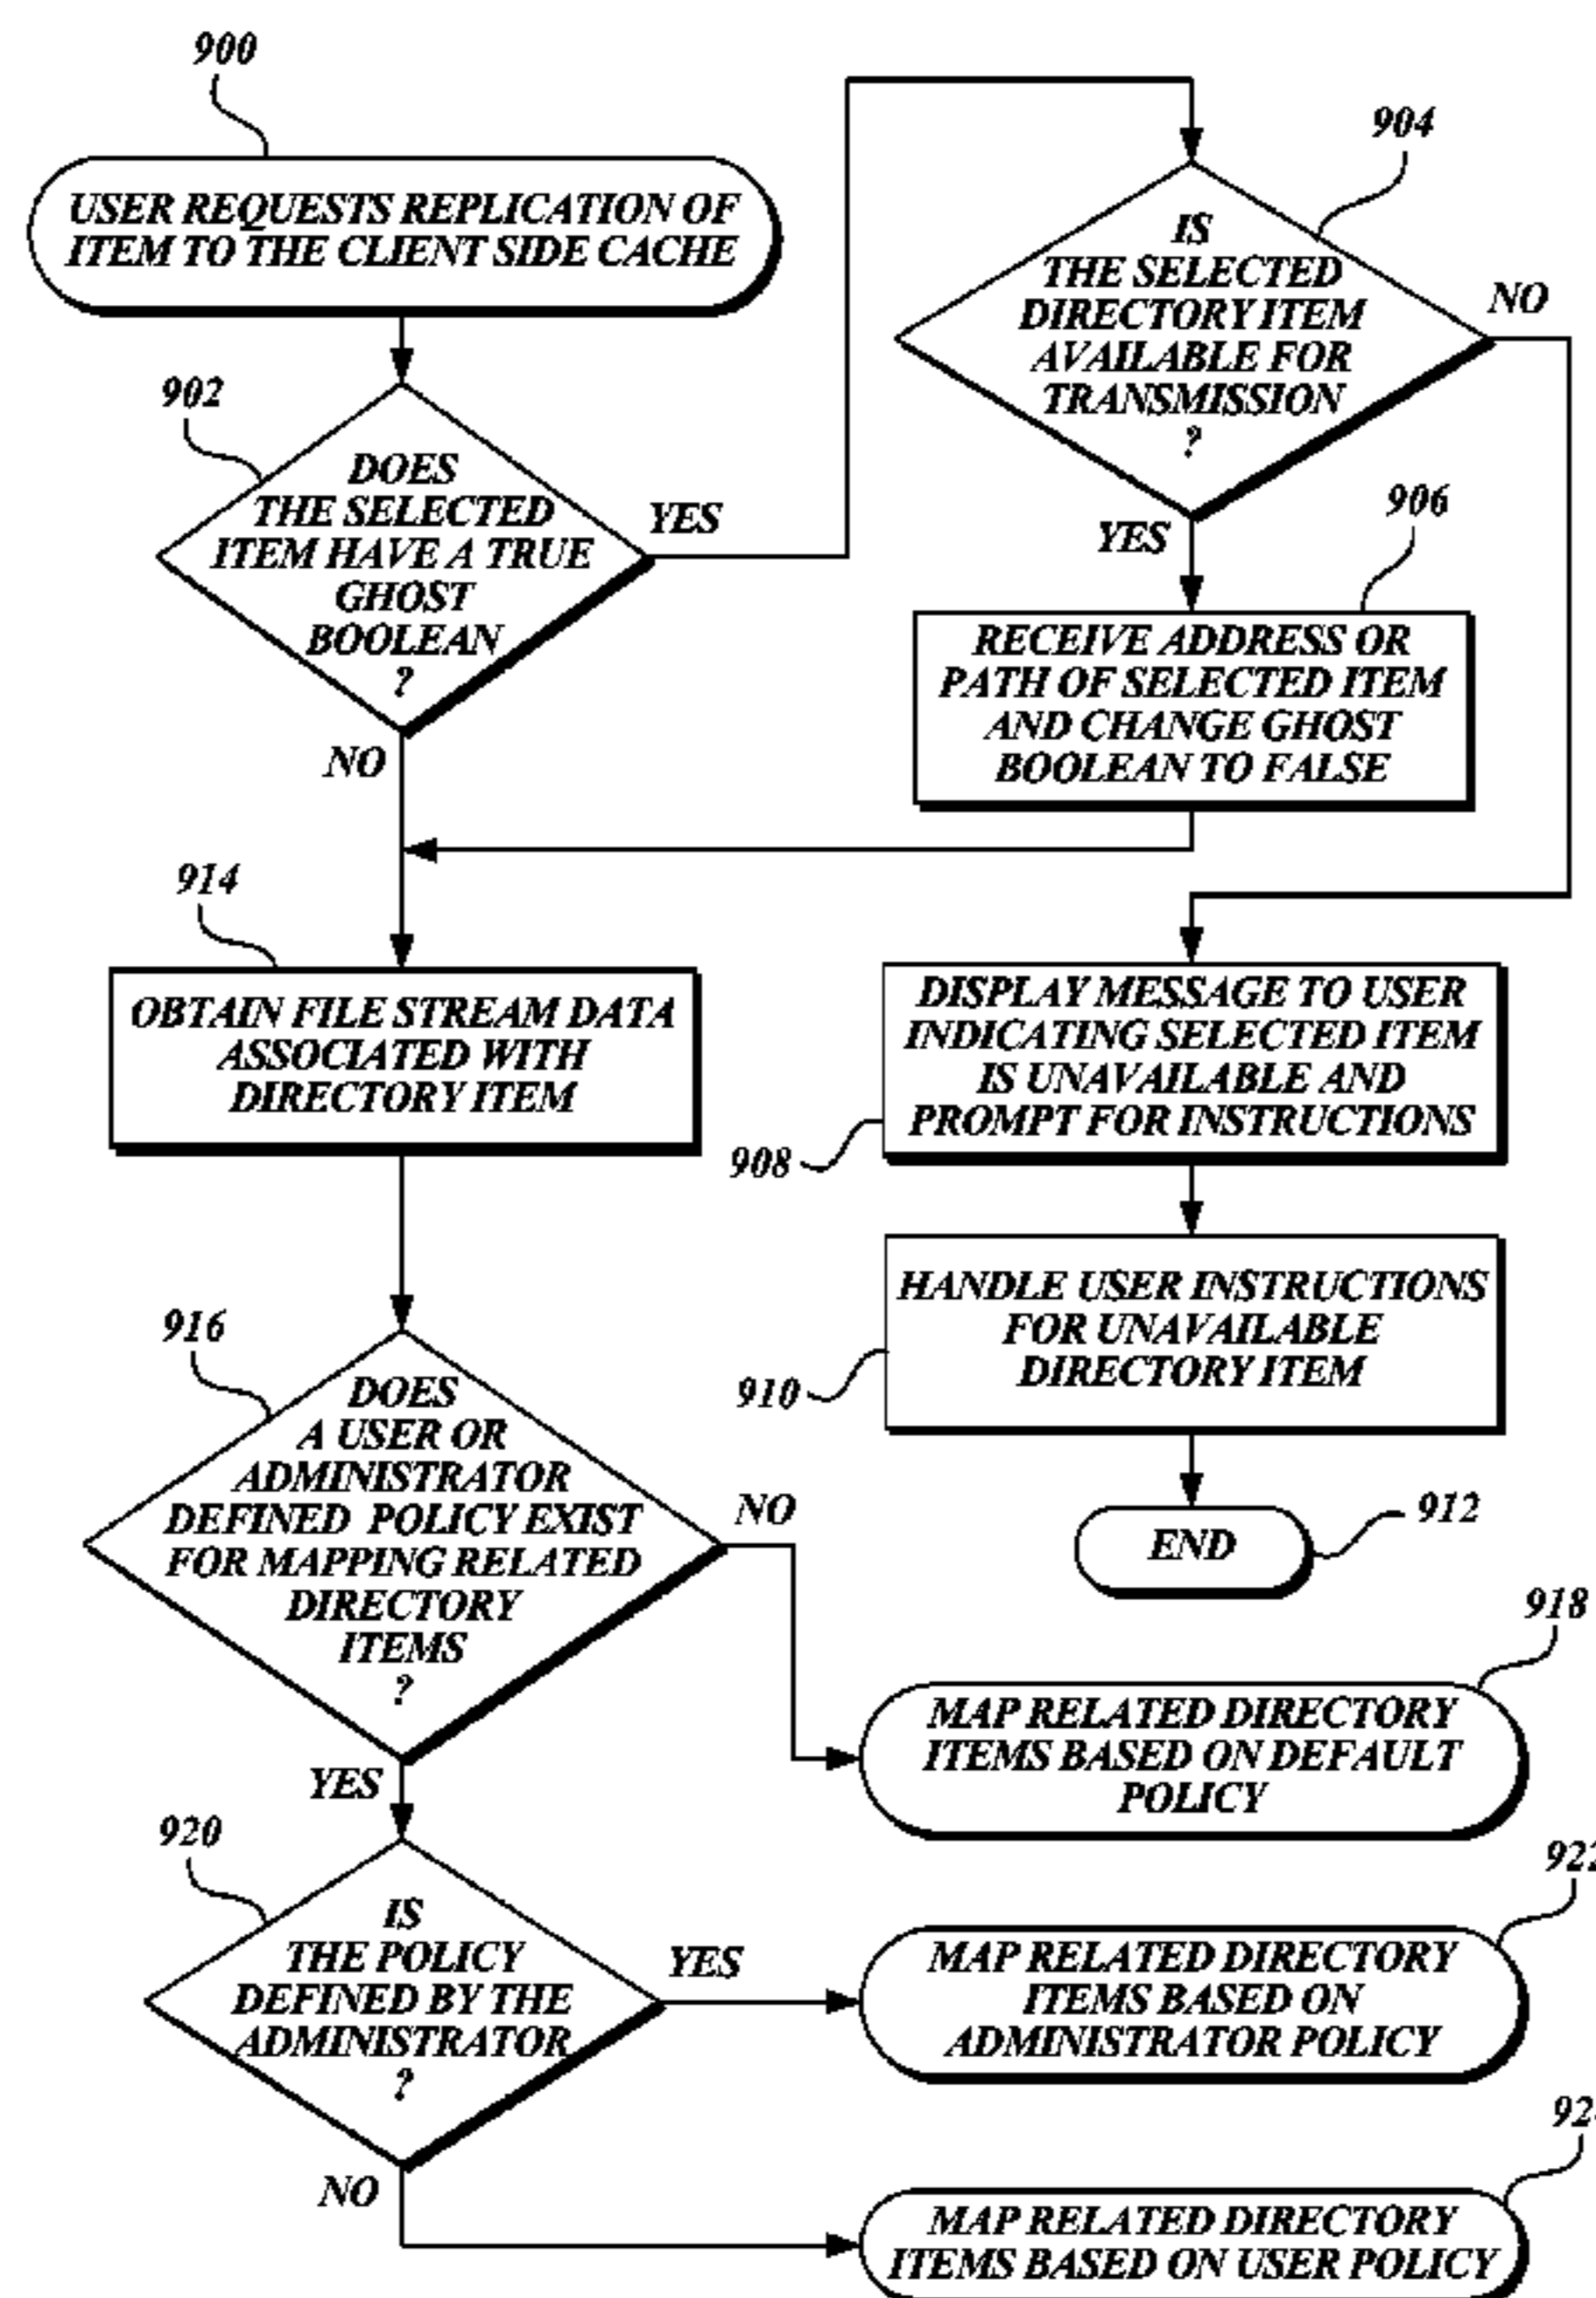 900
USER REQUESTS REPLICATION OF
ITEM TO THE CLIENT SIDE CACHE
902
DOES
THE SELECTED
ITEM HAVE A TRUE
GHOST
BOOLEAN
?
YES
NO
904
IS
THE SELECTED
DIRECTORY ITEM
AVAILABLE FOR
TRANSMISSION
?
NO
YES
906
RECEIVE ADDRESS OR
PATH OF SELECTED ITEM
AND CHANGE GHOST
BOOLEAN TO FALSE
914
OBTAIN FILE STREAM DATA
ASSOCIATED WITH
DIRECTORY ITEM
DISPLAY MESSAGE TO USER
INDICATING SELECTED ITEM
IS UNAVAILABLE AND
PROMPT FOR INSTRUCTIONS
908
HANDLE USER INSTRUCTIONS
FOR UNAVAILABLE
DIRECTORY ITEM
910
END
912
916
DOES
A USER OR
ADMINISTRATOR
DEFINED POLICY EXIST
FOR MAPPING RELATED
DIRECTORY
ITEMS
?
NO
YES
918
MAP RELATED DIRECTORY
ITEMS BASED ON DEFAULT
POLICY
920
IS
THE POLICY
DEFINED BY THE
ADMINISTRATOR
?
YES
NO
922
MAP RELATED DIRECTORY
ITEMS BASED ON
ADMINISTRATOR POLICY
MAP RELATED DIRECTORY
ITEMS BASED ON USER POLICY